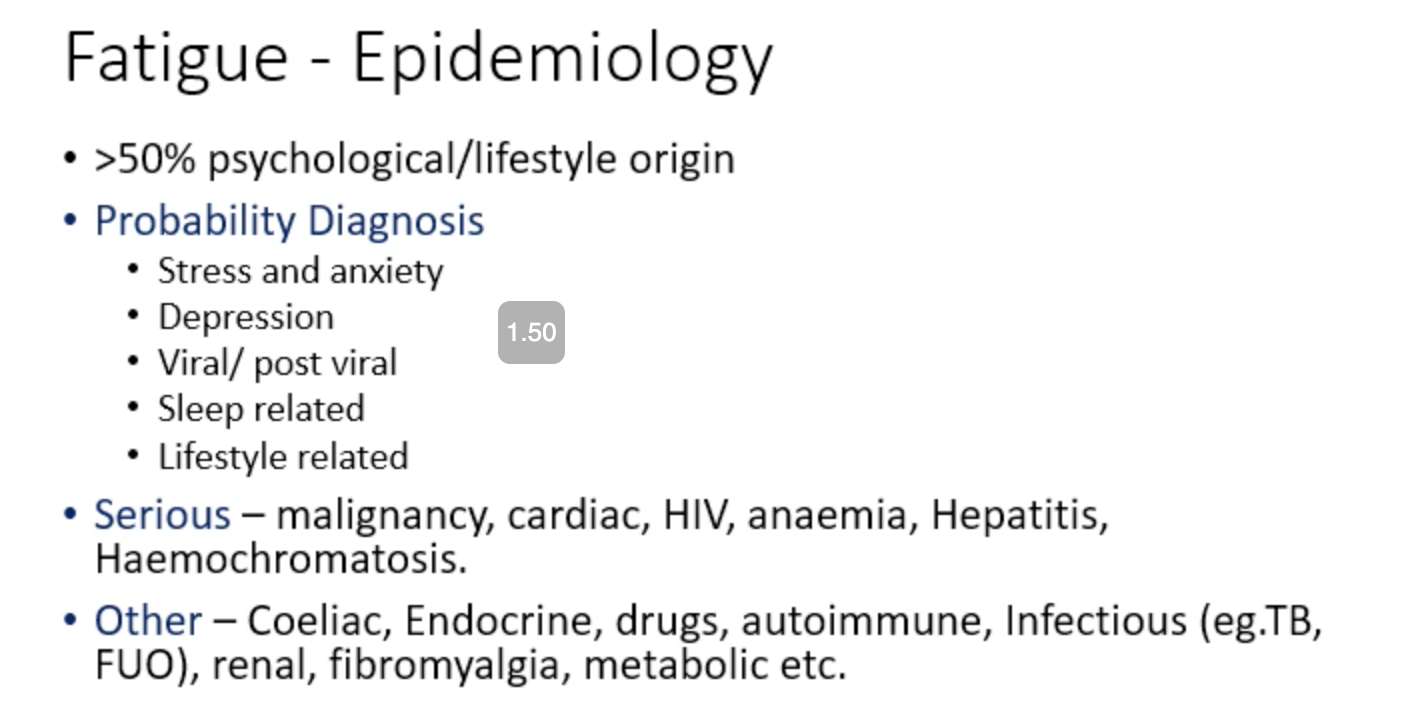 Fatigue - Epidemiology
• >50% psychological/lifestyle origin
• Probability Diagnosis
• Stress and anxiety
• Depression
1.50
• Viral/ post viral
• Sleep related
• Lifestyle related
• Serious – malignancy, cardiac, HIV, anaemia, Hepatitis,
Haemochromatosis.
• Other – Coeliac, Endocrine, drugs, autoimmune, Infectious (eg.TB,
FUO), renal, fibromyalgia, metabolic etc.